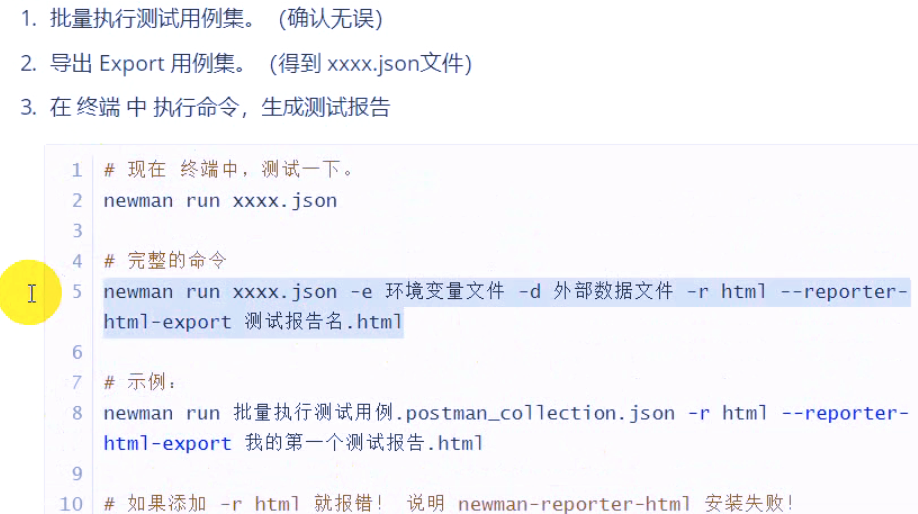 1. 批量执行测试用例集。（确认无误）
2. 导出 Export 用例集。（得到 xxxx.json文件）
3. 在 终端 中 执行命令，生成测试报告
1 # 现在 终端中，测试一下。
2 newman run xxxx.json
3
4 # 完整的命令
5 newman run xxxx.json -e 环境变量文件 -d 外部数据文件 -r html --reporter-
html-export 测试报告名.html
6
7 # 示例：
8 newman run 批量执行测试用例.postman_collection.json -r html --reporter-
html-export 我的第一个测试报告.html
9
10 # 如果添加 -r html 就报错！ 说明 newman-reporter-html 安装失败！